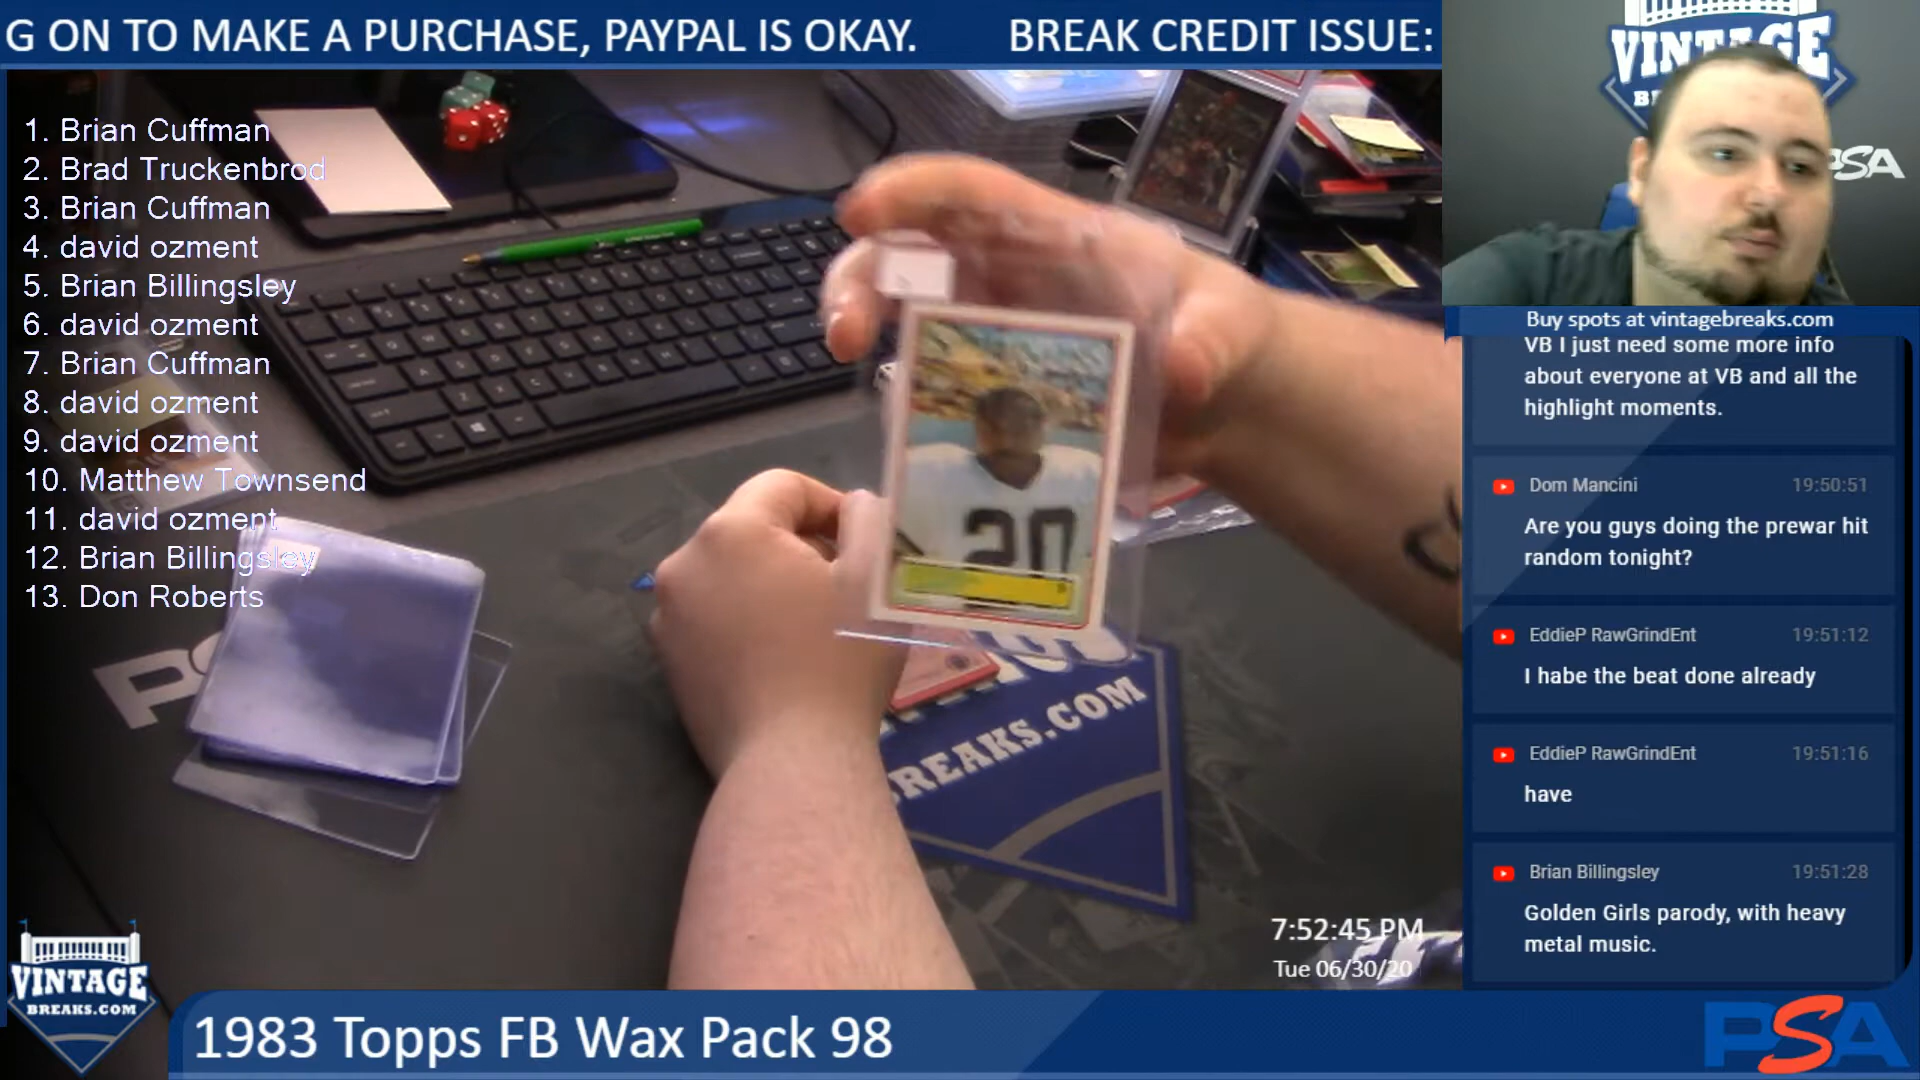 G ON TO MAKE A PURCHASE, PAYPAL IS OKAY. BREAK CREDIT ISSUE:
VINTAGE
PSA
1. Brian Cuffman
2. Brad Truckenbrod
3. Brian Cuffman
4. david ozment
5. Brian Billingsley
6. david ozment
7. Brian Cuffman
8. david ozment
9. david ozment
10. Matthew Townsend
11. david ozment
12. Brian Billingsley
13. Don Roberts
20
BREAKS.COM
Buy spots at vintagebreaks.com
VB I just need some more info
about everyone at VB and all the
highlight moments.
Dom Mancini 19:50:51
Are you guys doing the prewar hit
random tonight?
EddieP RawGrindEnt 19:51:12
I habe the beat done already
EddieP RawGrindEnt 19:51:16
have
Brian Billingsley 19:51:28
Golden Girls parody, with heavy
metal music.
7:52:45 PM
Tue 06/30/20
VINTAGE
BREAKS.COM
1983 Topps FB Wax Pack 98
PSA